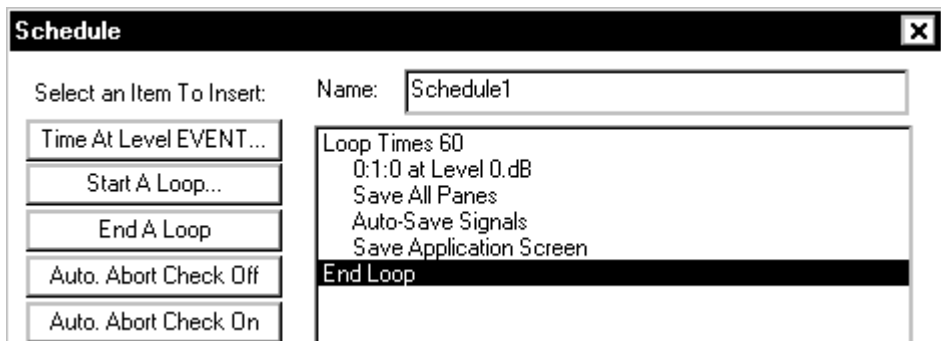 Schedule
Select an Item To Insert:
Name: Schedule1
Time At Level EVENT...
Start A Loop...
End A Loop
Auto. Abort Check Off
Auto. Abort Check On
Loop Times 60
0:1:0 at Level 0.dB
Save All Panes
Auto-Save Signals
Save Application Screen
End Loop